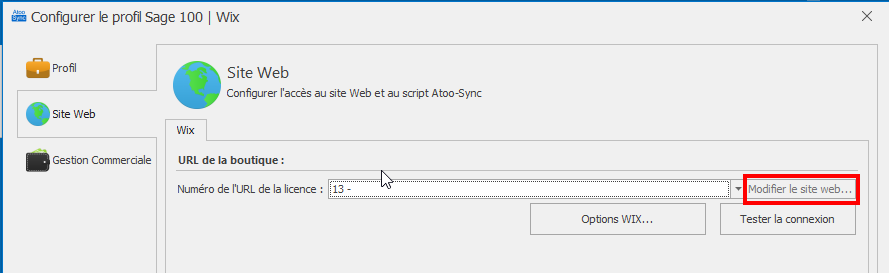 Atoo
Sync
Configurer le profil Sage 100 | Wix
Profil
Site Web
Gestion Commerciale
Site Web
Configurer l'accès au site Web et au script Atoo-Sync
Wix
URL de la boutique :
Numéro de l'URL de la licence : 13 - Modifier le site web...
Options WIX... Tester la connexion